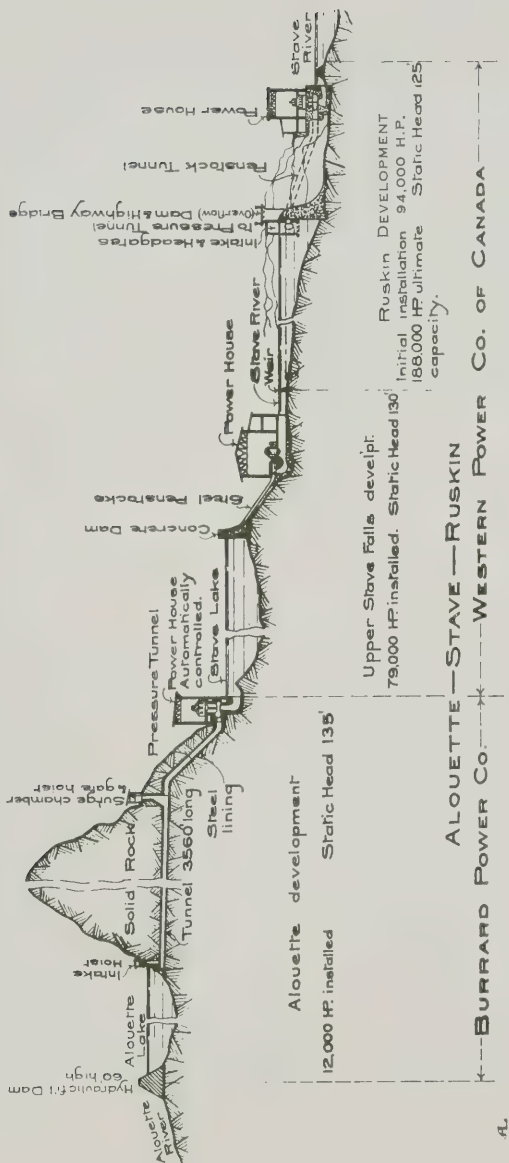 Alouette
River
Hydraulic fi'l Dam
60' high
Alouette
Lake
Intake
Hoist
Solid Rock
Tunnel 3560' long
Surge chamber
& gate hoist
Steel
lining
Pressure Tunnel
Power House
Automatically
controlled.
Stave Lake
Concrete Dam
Steel Penstocks
Power House
Stave River
Weir
Intake & Headgates
to Pressure Tunnel
(Overflow) Dam & Highway Bridge
Penstock Tunnel
Power House
Stave
River
Alouette development
12,000 HP. installed Static Head 135'
Upper Stave Falls develpt.
79,000 HP. installed. Static Head 130'
Ruskin Development
Initial installation 94,000 H.P.
188,000 HP. ultimate Static Head 125'
capacity.
ALOUETTE — STAVE — RUSKIN
BURRARD POWER CO. WESTERN POWER CO. OF CANADA